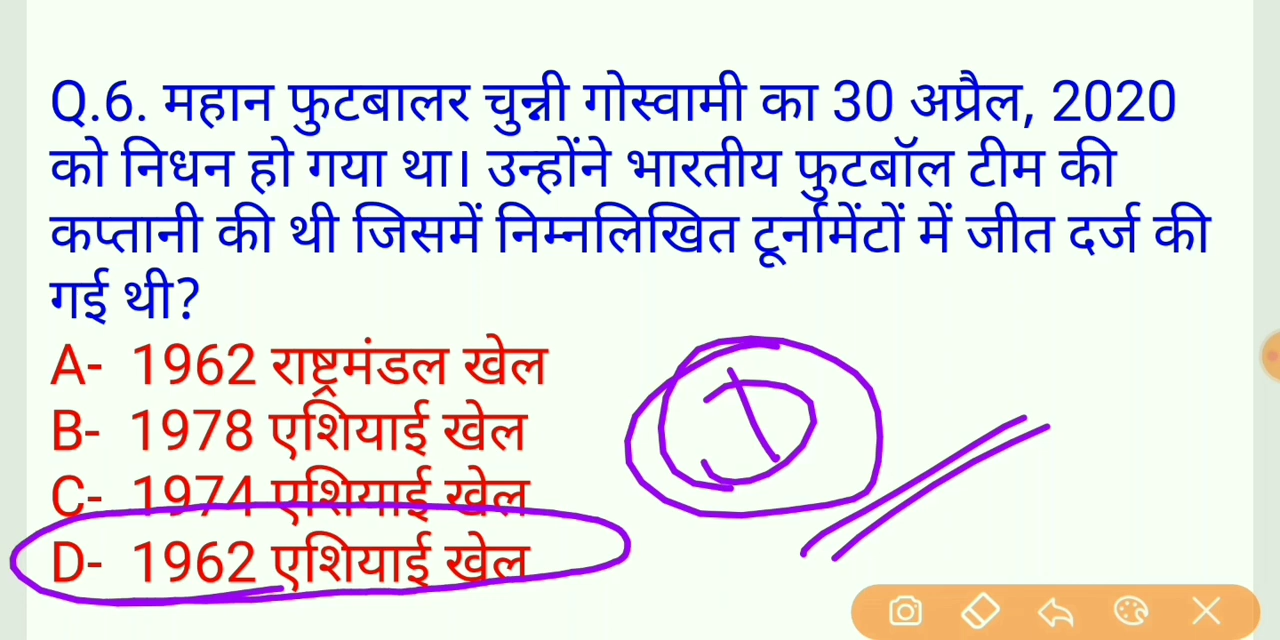 Q.6. महान फुटबालर चुन्नी गोस्वामी का 30 अप्रैल, 2020
को निधन हो गया था। उन्होंने भारतीय फुटबॉल टीम की
कप्तानी की थी जिसमें निम्नलिखित टूर्नामेंटों में जीत दर्ज की
गई थी?
A- 1962 राष्ट्रमंडल खेल
B- 1978 एशियाई खेल
C- 1974 एशियाई खेल
D- 1962 एशियाई खेल
D